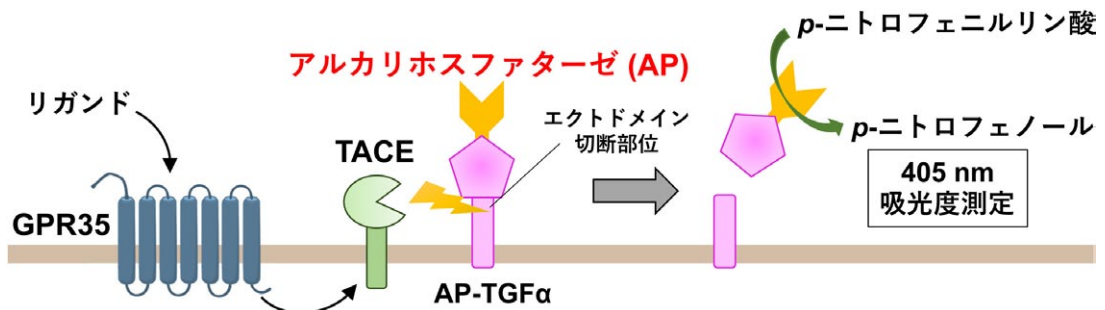 p-ニトロフェニルリン酸
アルカリホスファターゼ (AP)
リガンド
エクトドメイン
切断部位
TACE
p-ニトロフェノール
405 nm
吸光度測定
GPR35
AP-TGFα